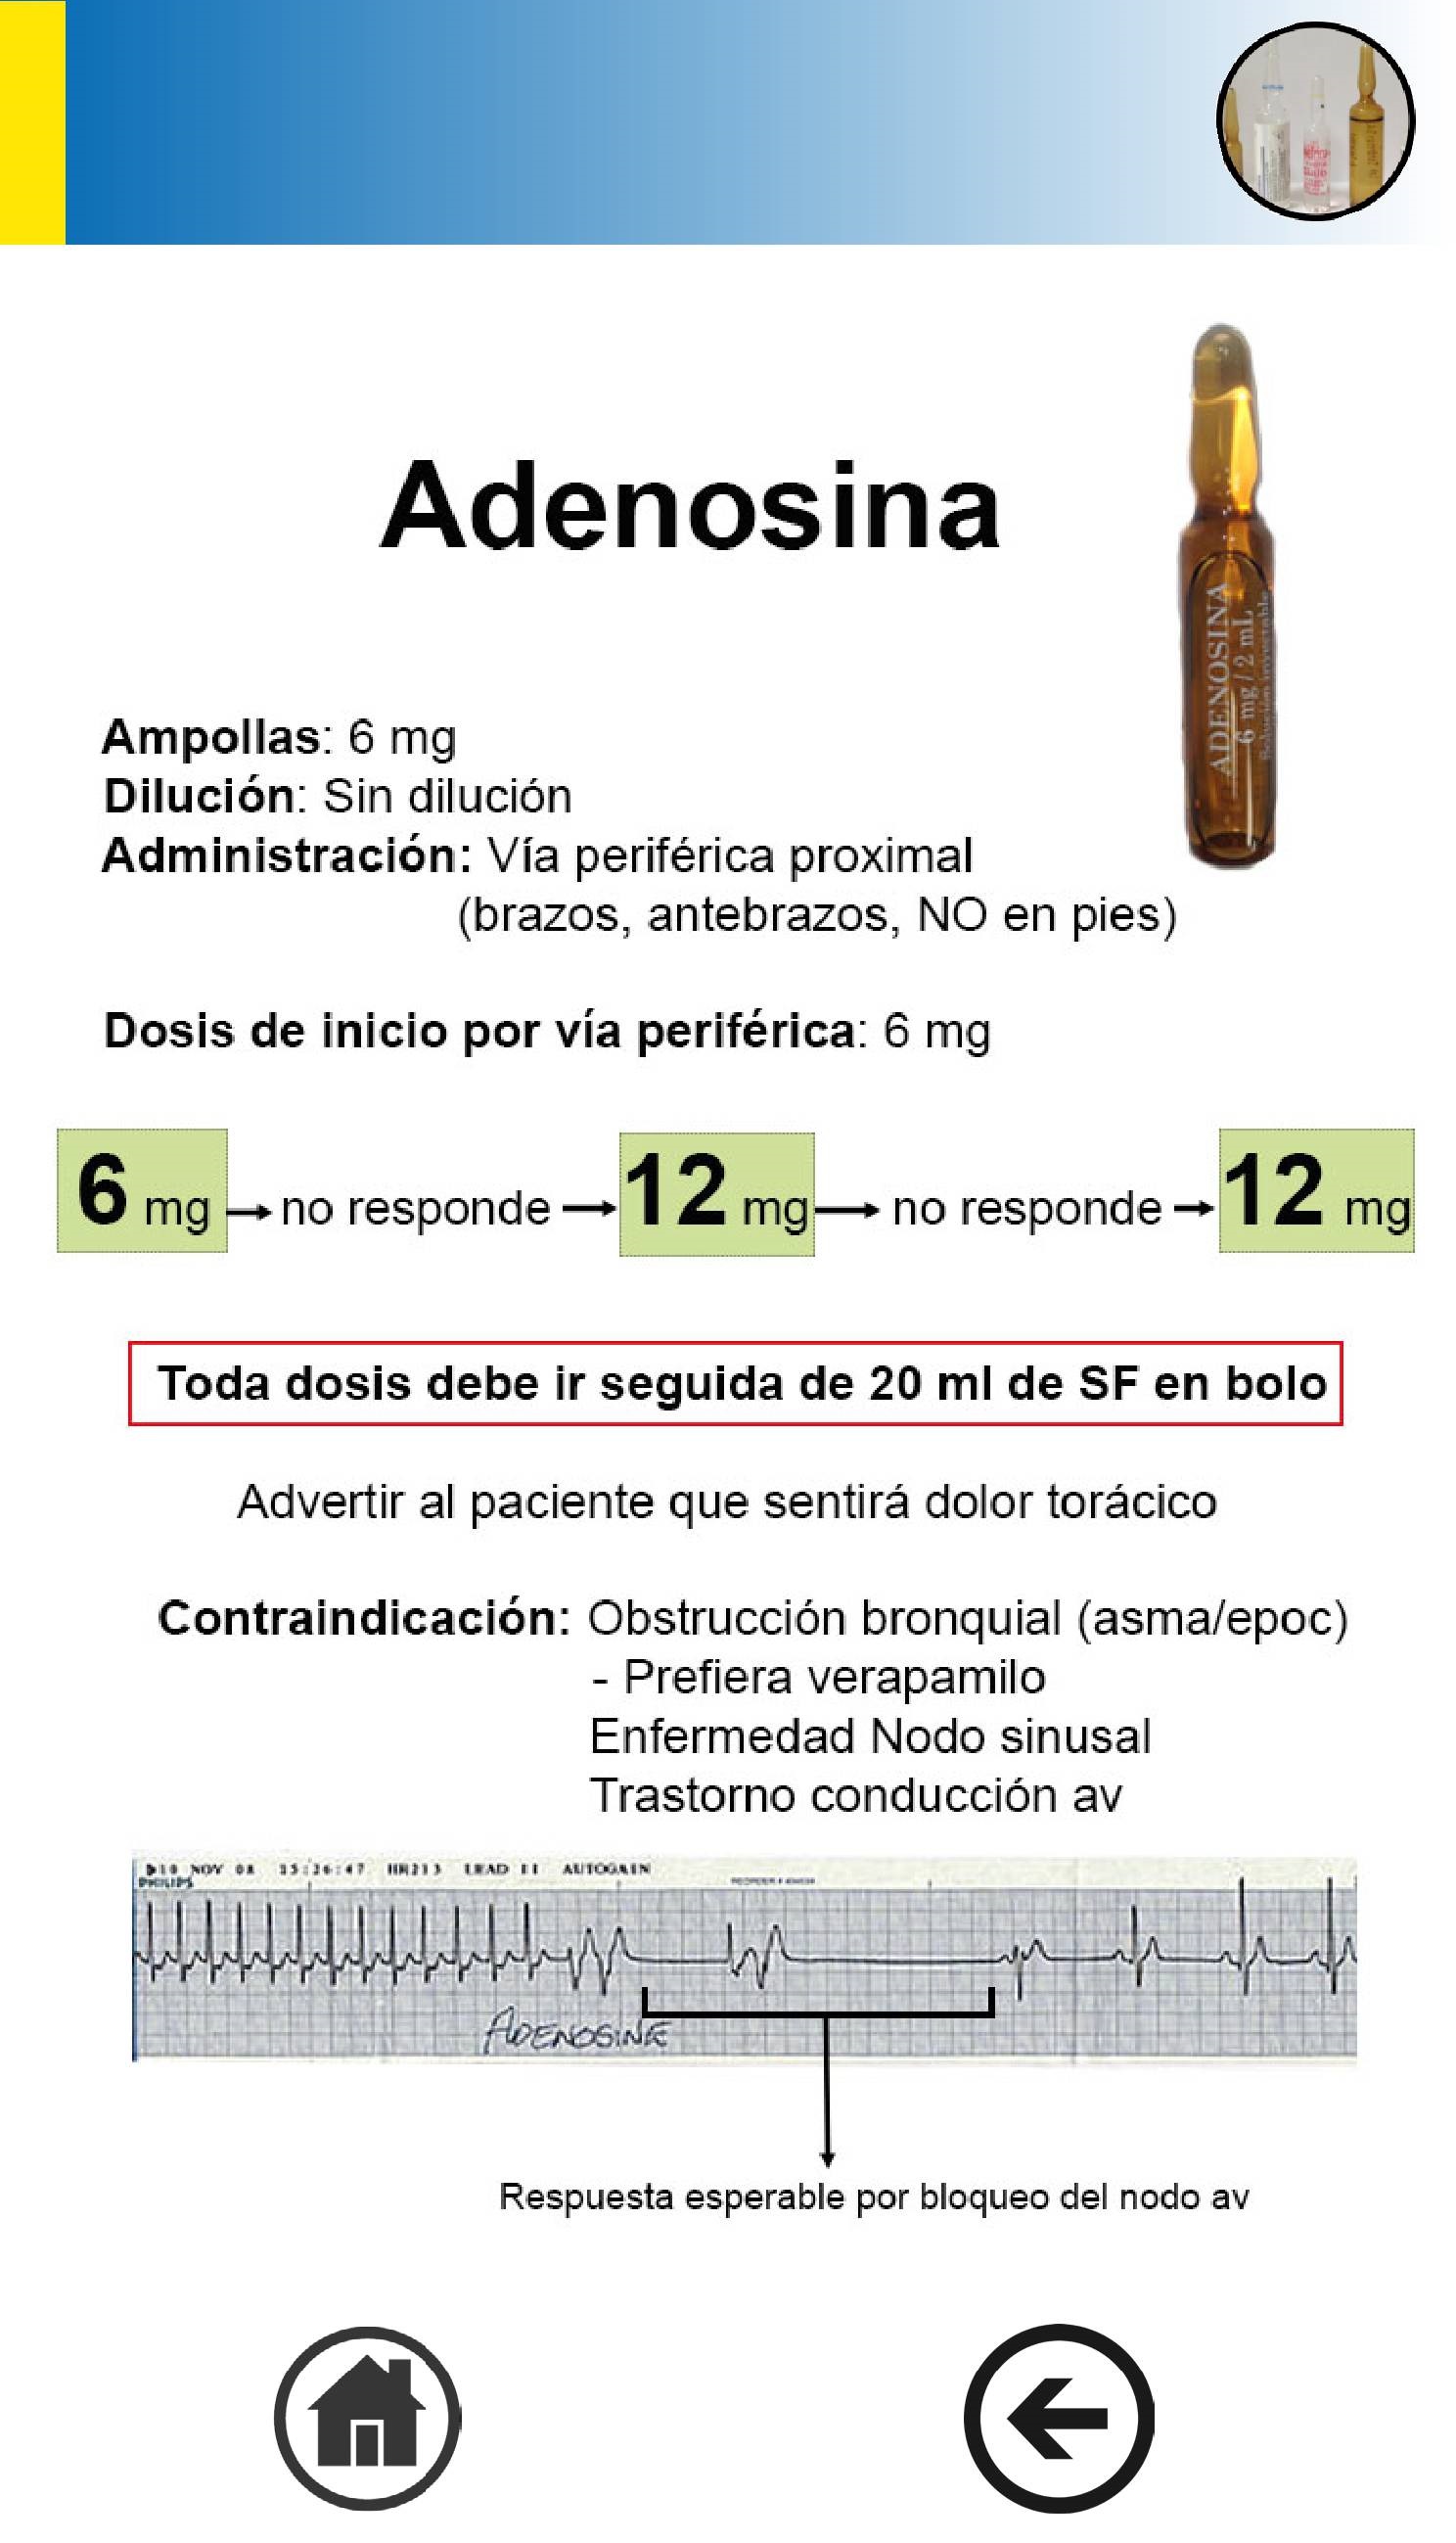 Adenosina
ADENOSINA
6 mg / 2 mL
Ampollas: 6 mg
Dilución: Sin dilución
Administración: Vía periférica proximal
(brazos, antebrazos, NO en pies)
Dosis de inicio por vía periférica: 6 mg
6 mg → no responde → 12 mg → no responde → 12 mg
Toda dosis debe ir seguida de 20 ml de SF en bolo
Advertir al paciente que sentirá dolor torácico
Contraindicación: Obstrucción bronquial (asma/epoc)
- Prefiera verapamilo
Enfermedad Nodo sinusal
Trastorno conducción av
10 NOV 08 15:26:47 HR213 LEAD II AUTOGAIN
PHILIPS
ADENOSINE
Respuesta esperable por bloqueo del nodo av